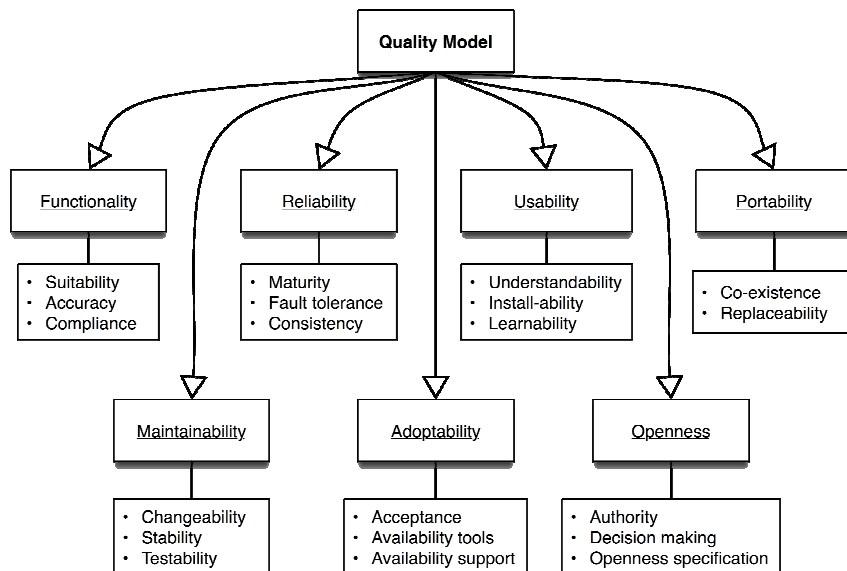 Quality Model
Functionality
Reliability
Usability
Portability
• Suitability
• Accuracy
• Compliance
• Maturity
• Fault tolerance
• Consistency
• Understandability
• Install-ability
• Learnability
• Co-existence
• Replaceability
Maintainability
Adoptability
Openness
• Changeability
• Stability
• Testability
• Acceptance
• Availability tools
• Availability support
• Authority
• Decision making
• Openness specification